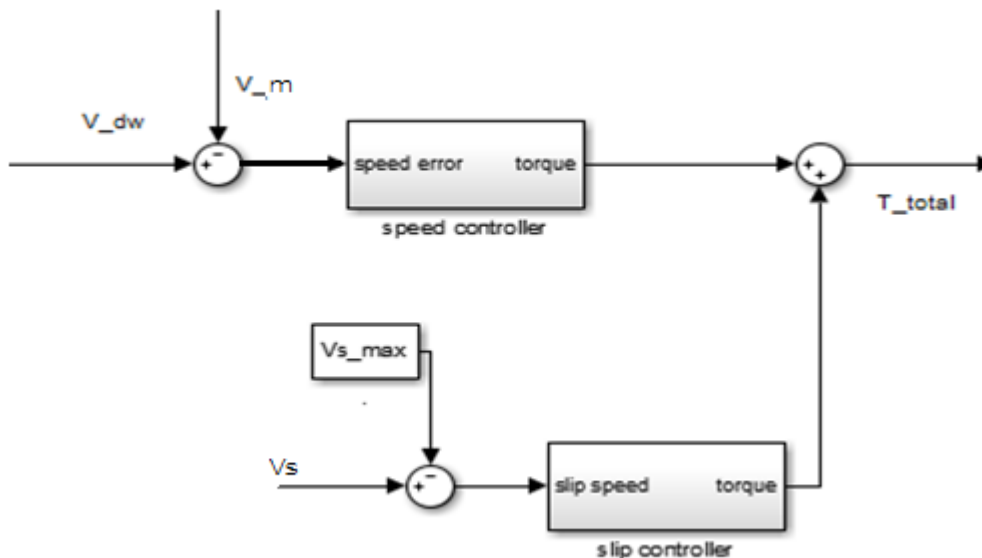 V_m
V_dw
+ −
speed error torque
speed controller
+
+
T_total
Vs_max
Vs
+ −
slip speed torque
slip controller